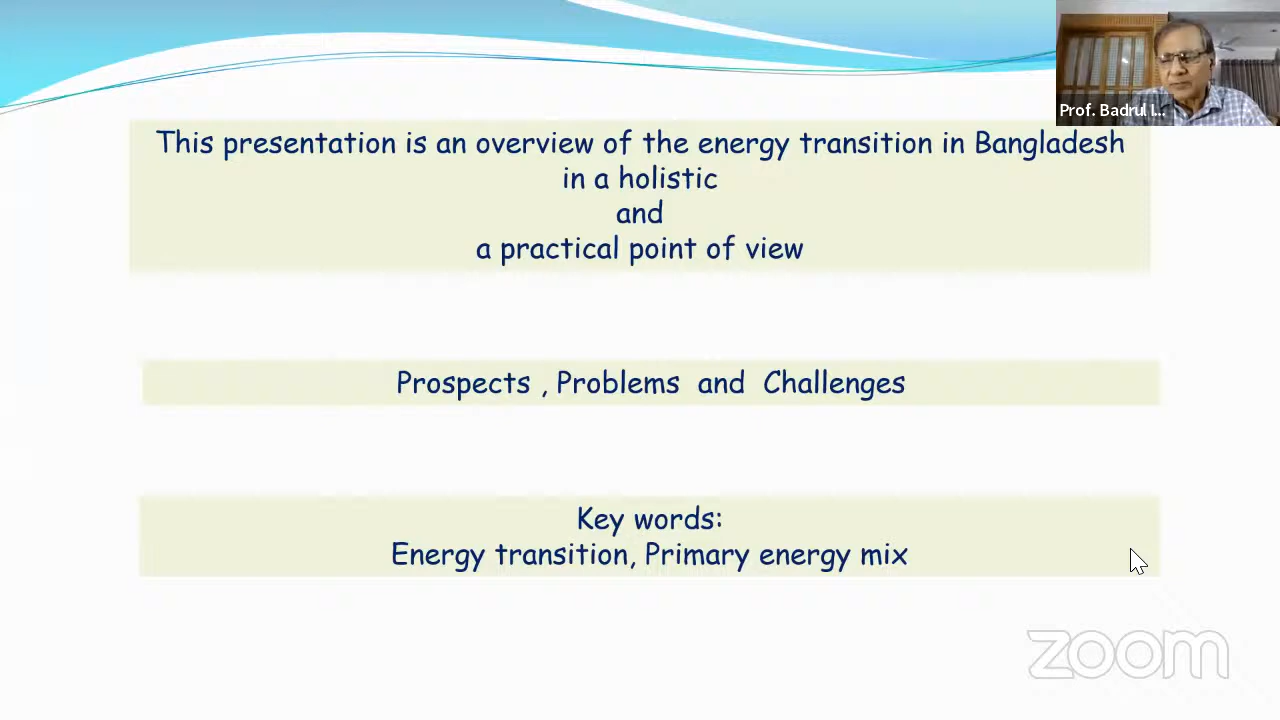 Prof. Badrul I...
This presentation is an overview of the energy transition in Bangladesh
in a holistic
and
a practical point of view
Prospects , Problems and Challenges
Key words:
Energy transition, Primary energy mix
zoom